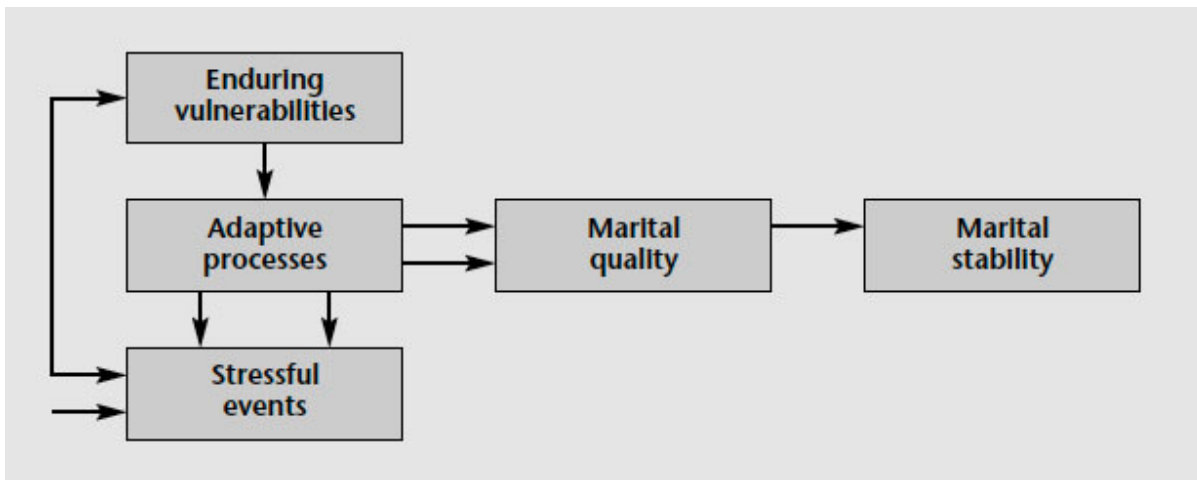 Enduring
vulnerabilities
Adaptive
processes
Marital
quality
Marital
stability
Stressful
events